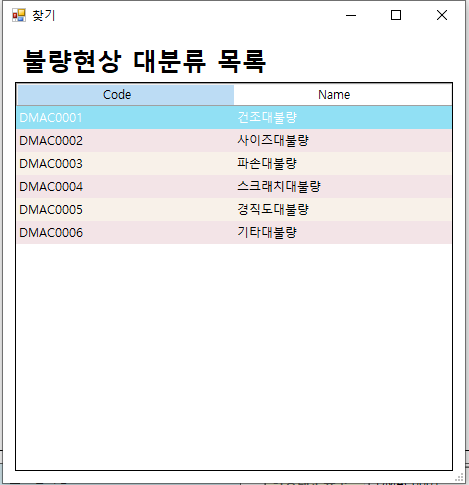 찾기
불량현상 대분류 목록
Code Name
DMAC0001 건조대불량
DMAC0002 사이즈대불량
DMAC0003 파손대불량
DMAC0004 스크래치대불량
DMAC0005 경직도대불량
DMAC0006 기타대불량